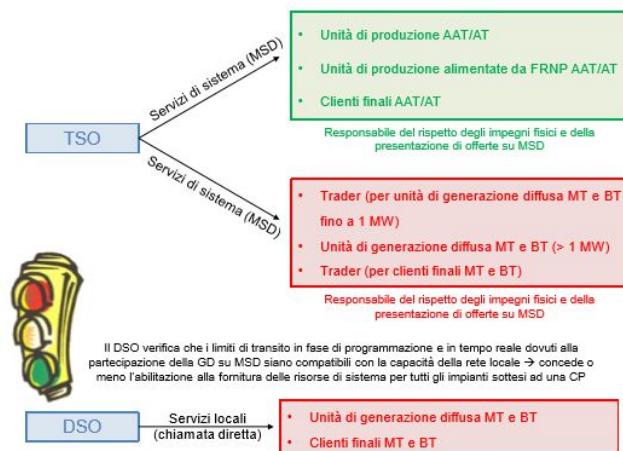 Servizi di sistema (MSD)
• Unità di produzione AAT/AT
• Unità di produzione alimentate da FRNP AAT/AT
• Clienti finali AAT/AT
TSO
Responsabile del rispetto degli impegni fisici e della
presentazione di offerte su MSD
Servizi di sistema (MSD)
• Trader (per unità di generazione diffusa MT e BT
fino a 1 MW)
• Unità di generazione diffusa MT e BT (> 1 MW)
• Trader (per clienti finali MT e BT)
Responsabile del rispetto degli impegni fisici e della
presentazione di offerte su MSD
Il DSO verifica che i limiti di transito in fase di programmazione e in tempo reale dovuti alla
partecipazione della GD su MSD siano compatibili con la capacità della rete locale → concede o
meno l'abilitazione alla fornitura delle risorse di sistema per tutti gli impianti sottesi ad una CP
DSO
Servizi locali
(chiamata diretta)
• Unità di generazione diffusa MT e BT
• Clienti finali MT e BT